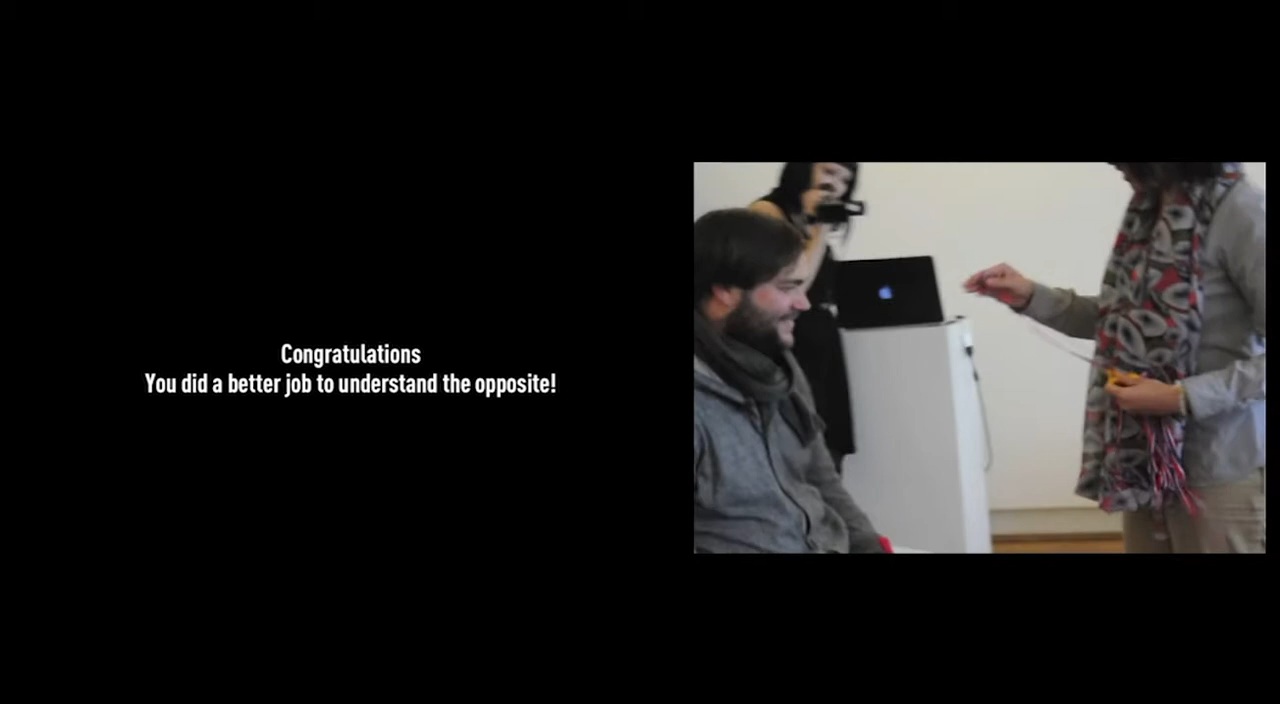 Congratulations
You did a better job to understand the opposite!